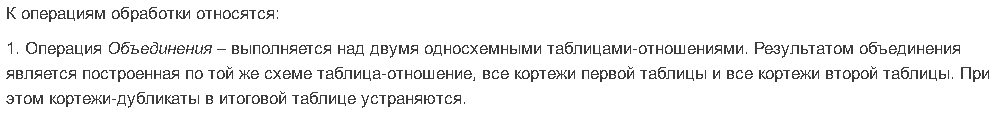 К операциям обработки относятся:
1. Операция Объединения – выполняется над двумя односхемными таблицами-отношениями. Результатом объединения
является построенная по той же схеме таблица-отношение, все кортежи первой таблицы и все кортежи второй таблицы. При
этом кортежи-дубликаты в итоговой таблице устраняются.